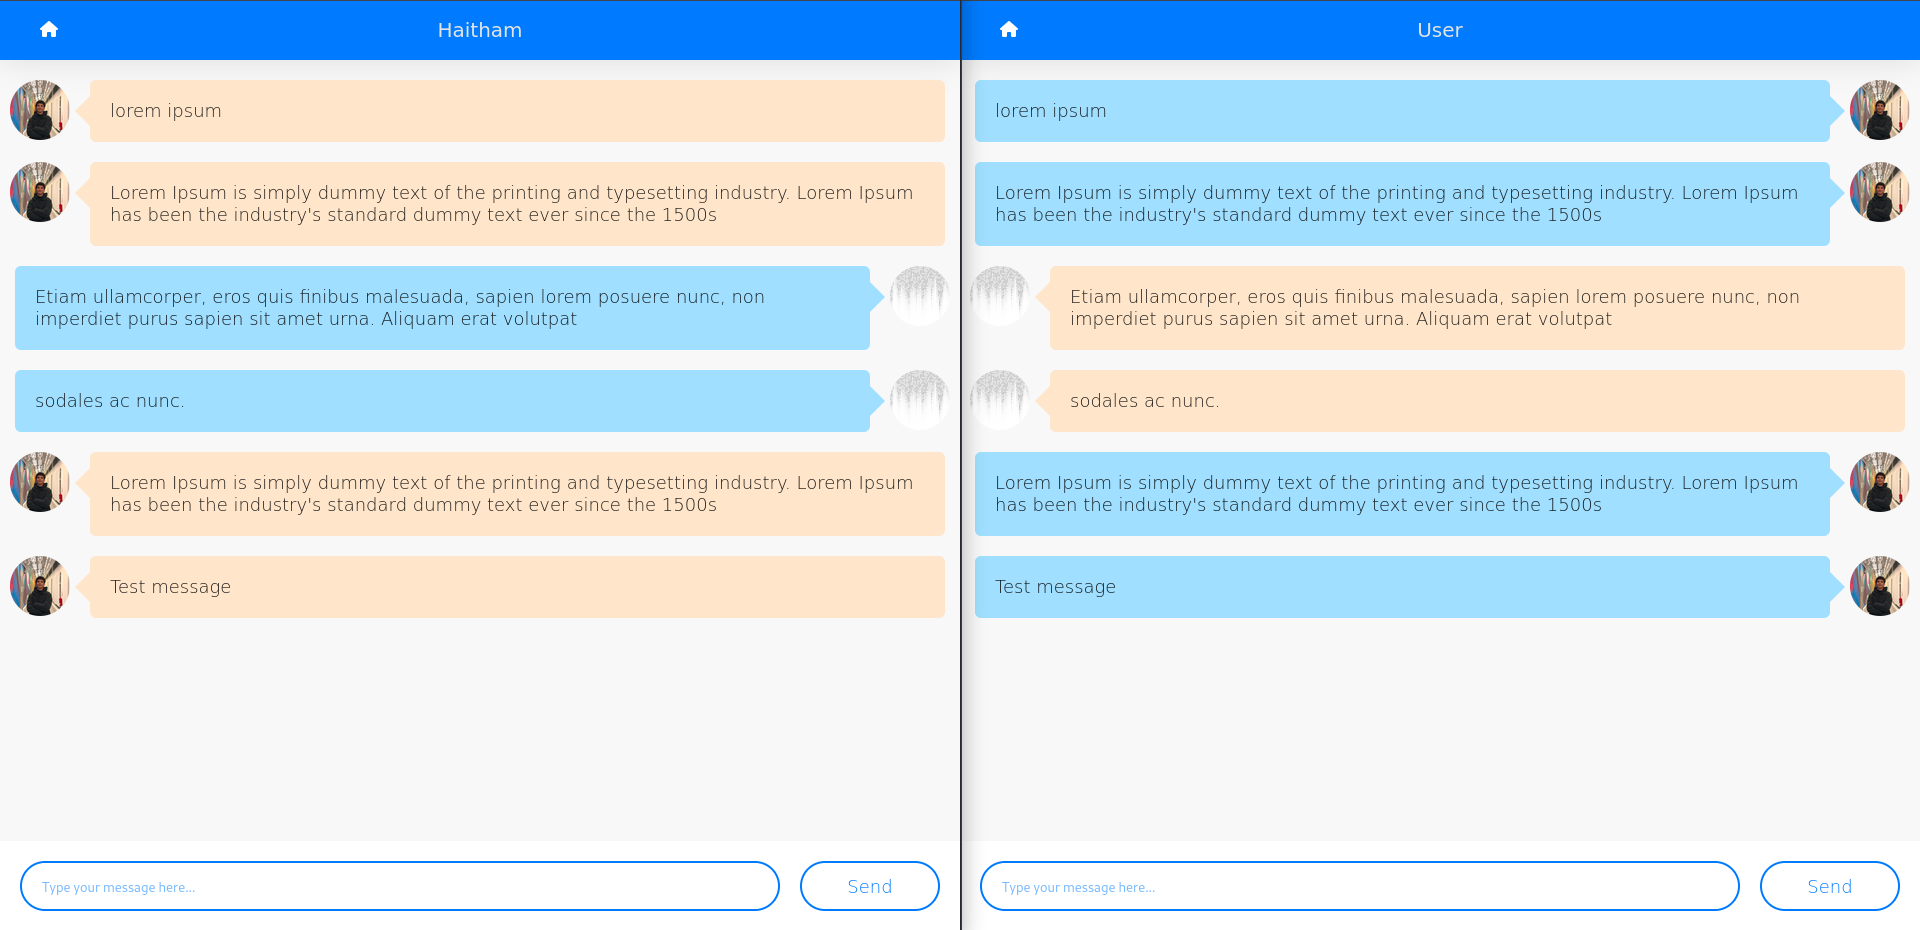 Haitham
lorem ipsum
Lorem Ipsum is simply dummy text of the printing and typesetting industry. Lorem Ipsum
has been the industry's standard dummy text ever since the 1500s
Etiam ullamcorper, eros quis finibus malesuada, sapien lorem posuere nunc, non
imperdiet purus sapien sit amet urna. Aliquam erat volutpat
sodales ac nunc.
Lorem Ipsum is simply dummy text of the printing and typesetting industry. Lorem Ipsum
has been the industry's standard dummy text ever since the 1500s
Test message
Type your message here...
Send
User
lorem ipsum
Lorem Ipsum is simply dummy text of the printing and typesetting industry. Lorem Ipsum
has been the industry's standard dummy text ever since the 1500s
Etiam ullamcorper, eros quis finibus malesuada, sapien lorem posuere nunc, non
imperdiet purus sapien sit amet urna. Aliquam erat volutpat
sodales ac nunc.
Lorem Ipsum is simply dummy text of the printing and typesetting industry. Lorem Ipsum
has been the industry's standard dummy text ever since the 1500s
Test message
Type your message here...
Send